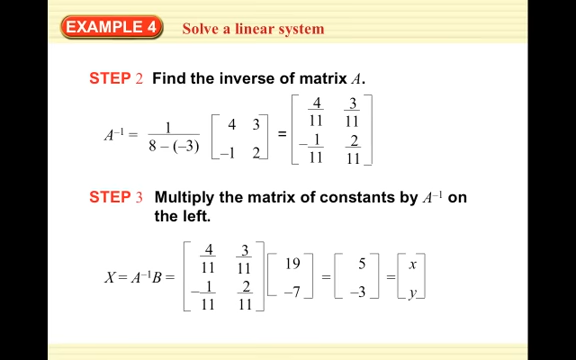 EXAMPLE 4 Solve a linear system
STEP 2 Find the inverse of matrix A.
A⁻¹ = 1/(8 – (–3)) [4 3; –1 2] = [4/11 3/11; –1/11 2/11]
STEP 3 Multiply the matrix of constants by A⁻¹ on
the left.
X = A⁻¹B = [4/11 3/11; –1/11 2/11] [19; –7] = [5; –3] = [x; y]